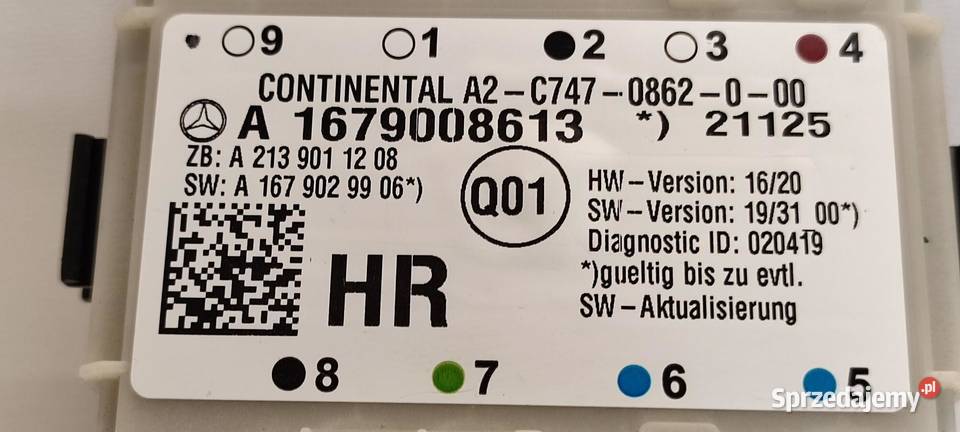 9 1 2 3 4
CONTINENTAL A2-C747-0862-0-00
A 1679008613 *) 21125
ZB: A 213 901 12 08
SW: A 167 902 99 06*)
Q01
HW-Version: 16/20
SW-Version: 19/31 00*)
Diagnostic ID: 020419
*)gueltig bis zu evtl.
SW-Aktualisierung
HR
8 7 6 5
Sprzedajemy.pl